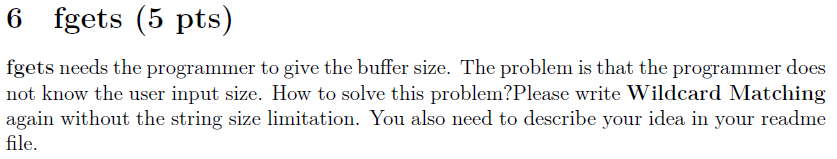 6 fgets (5 pts)
fgets needs the programmer to give the buffer size. The problem is that the programmer does
not know the user input size. How to solve this problem?Please write Wildcard Matching
again without the string size limitation. You also need to describe your idea in your readme
file.